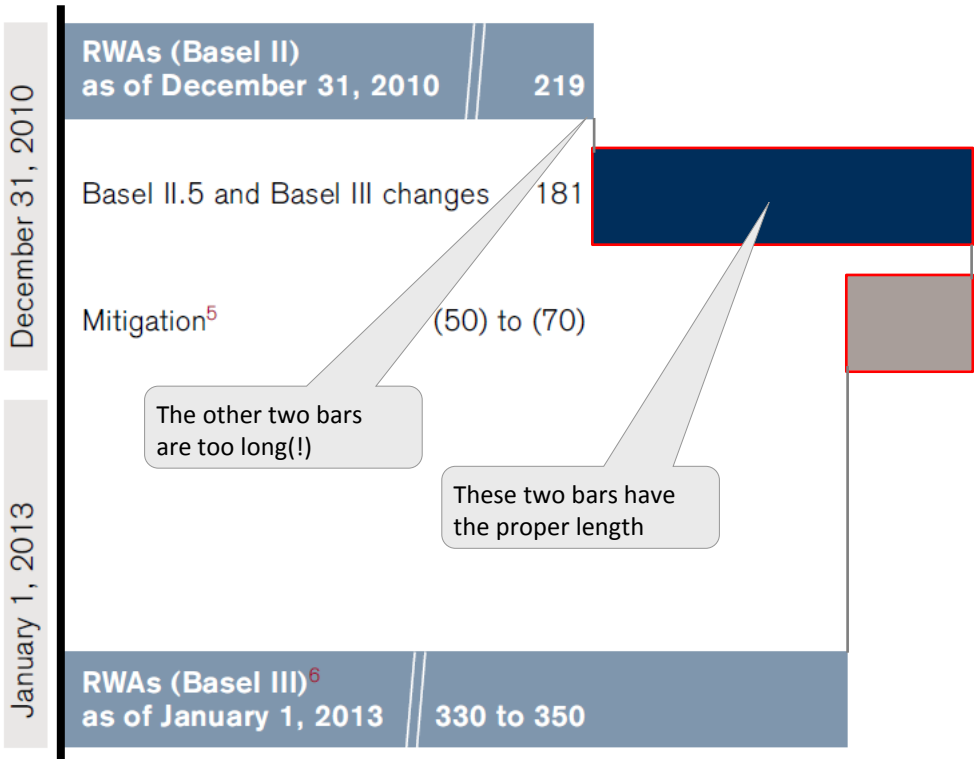 December 31, 2010
RWAs (Basel II)
as of December 31, 2010 219
Basel II.5 and Basel III changes 181
Mitigation5 (50) to (70)
The other two bars
are too long(!)
These two bars have
the proper length
January 1, 2013
RWAs (Basel III)6
as of January 1, 2013 330 to 350